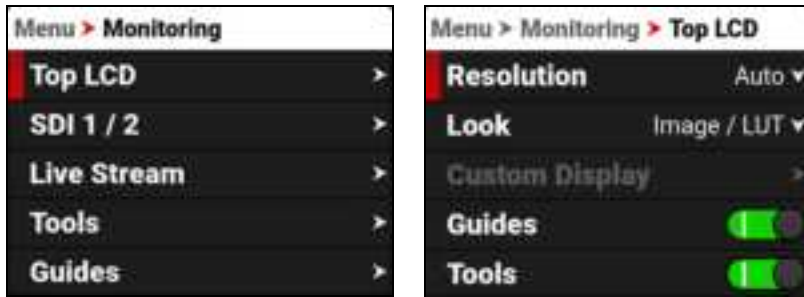 Menu > Monitoring
Top LCD
SDI 1 / 2
Live Stream
Tools
Guides
Menu > Monitoring > Top LCD
Resolution Auto
Look Image / LUT
Custom Display
Guides
Tools